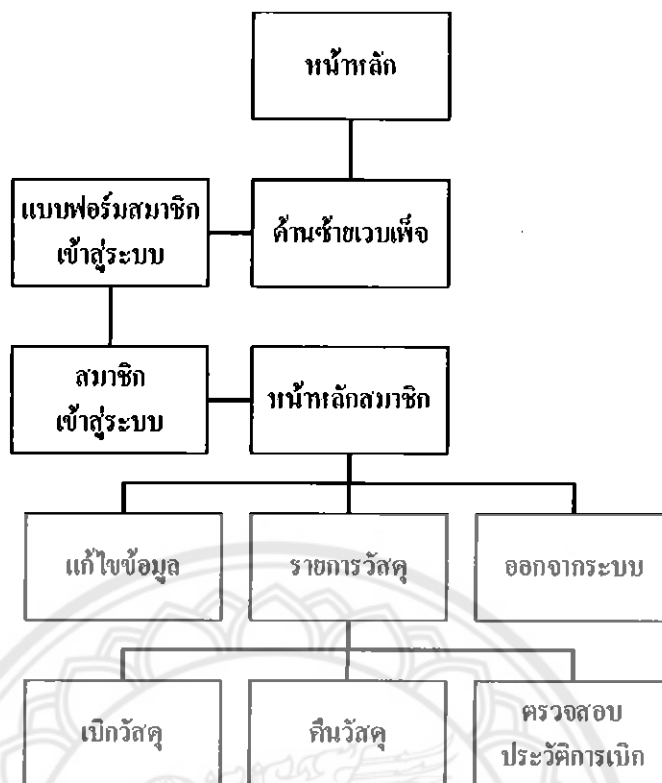 หน้าหลัก
แบบฟอร์มสมาชิก
เข้าสู่ระบบ
ด้านซ้ายเวบเพ็จ
สมาชิก
เข้าสู่ระบบ
หน้าหลักสมาชิก
แก้ไขข้อมูล
รายการวัสดุ
ออกจากระบบ
เบิกวัสดุ
คืนวัสดุ
ตรวจสอบ
ประวัติการเบิก